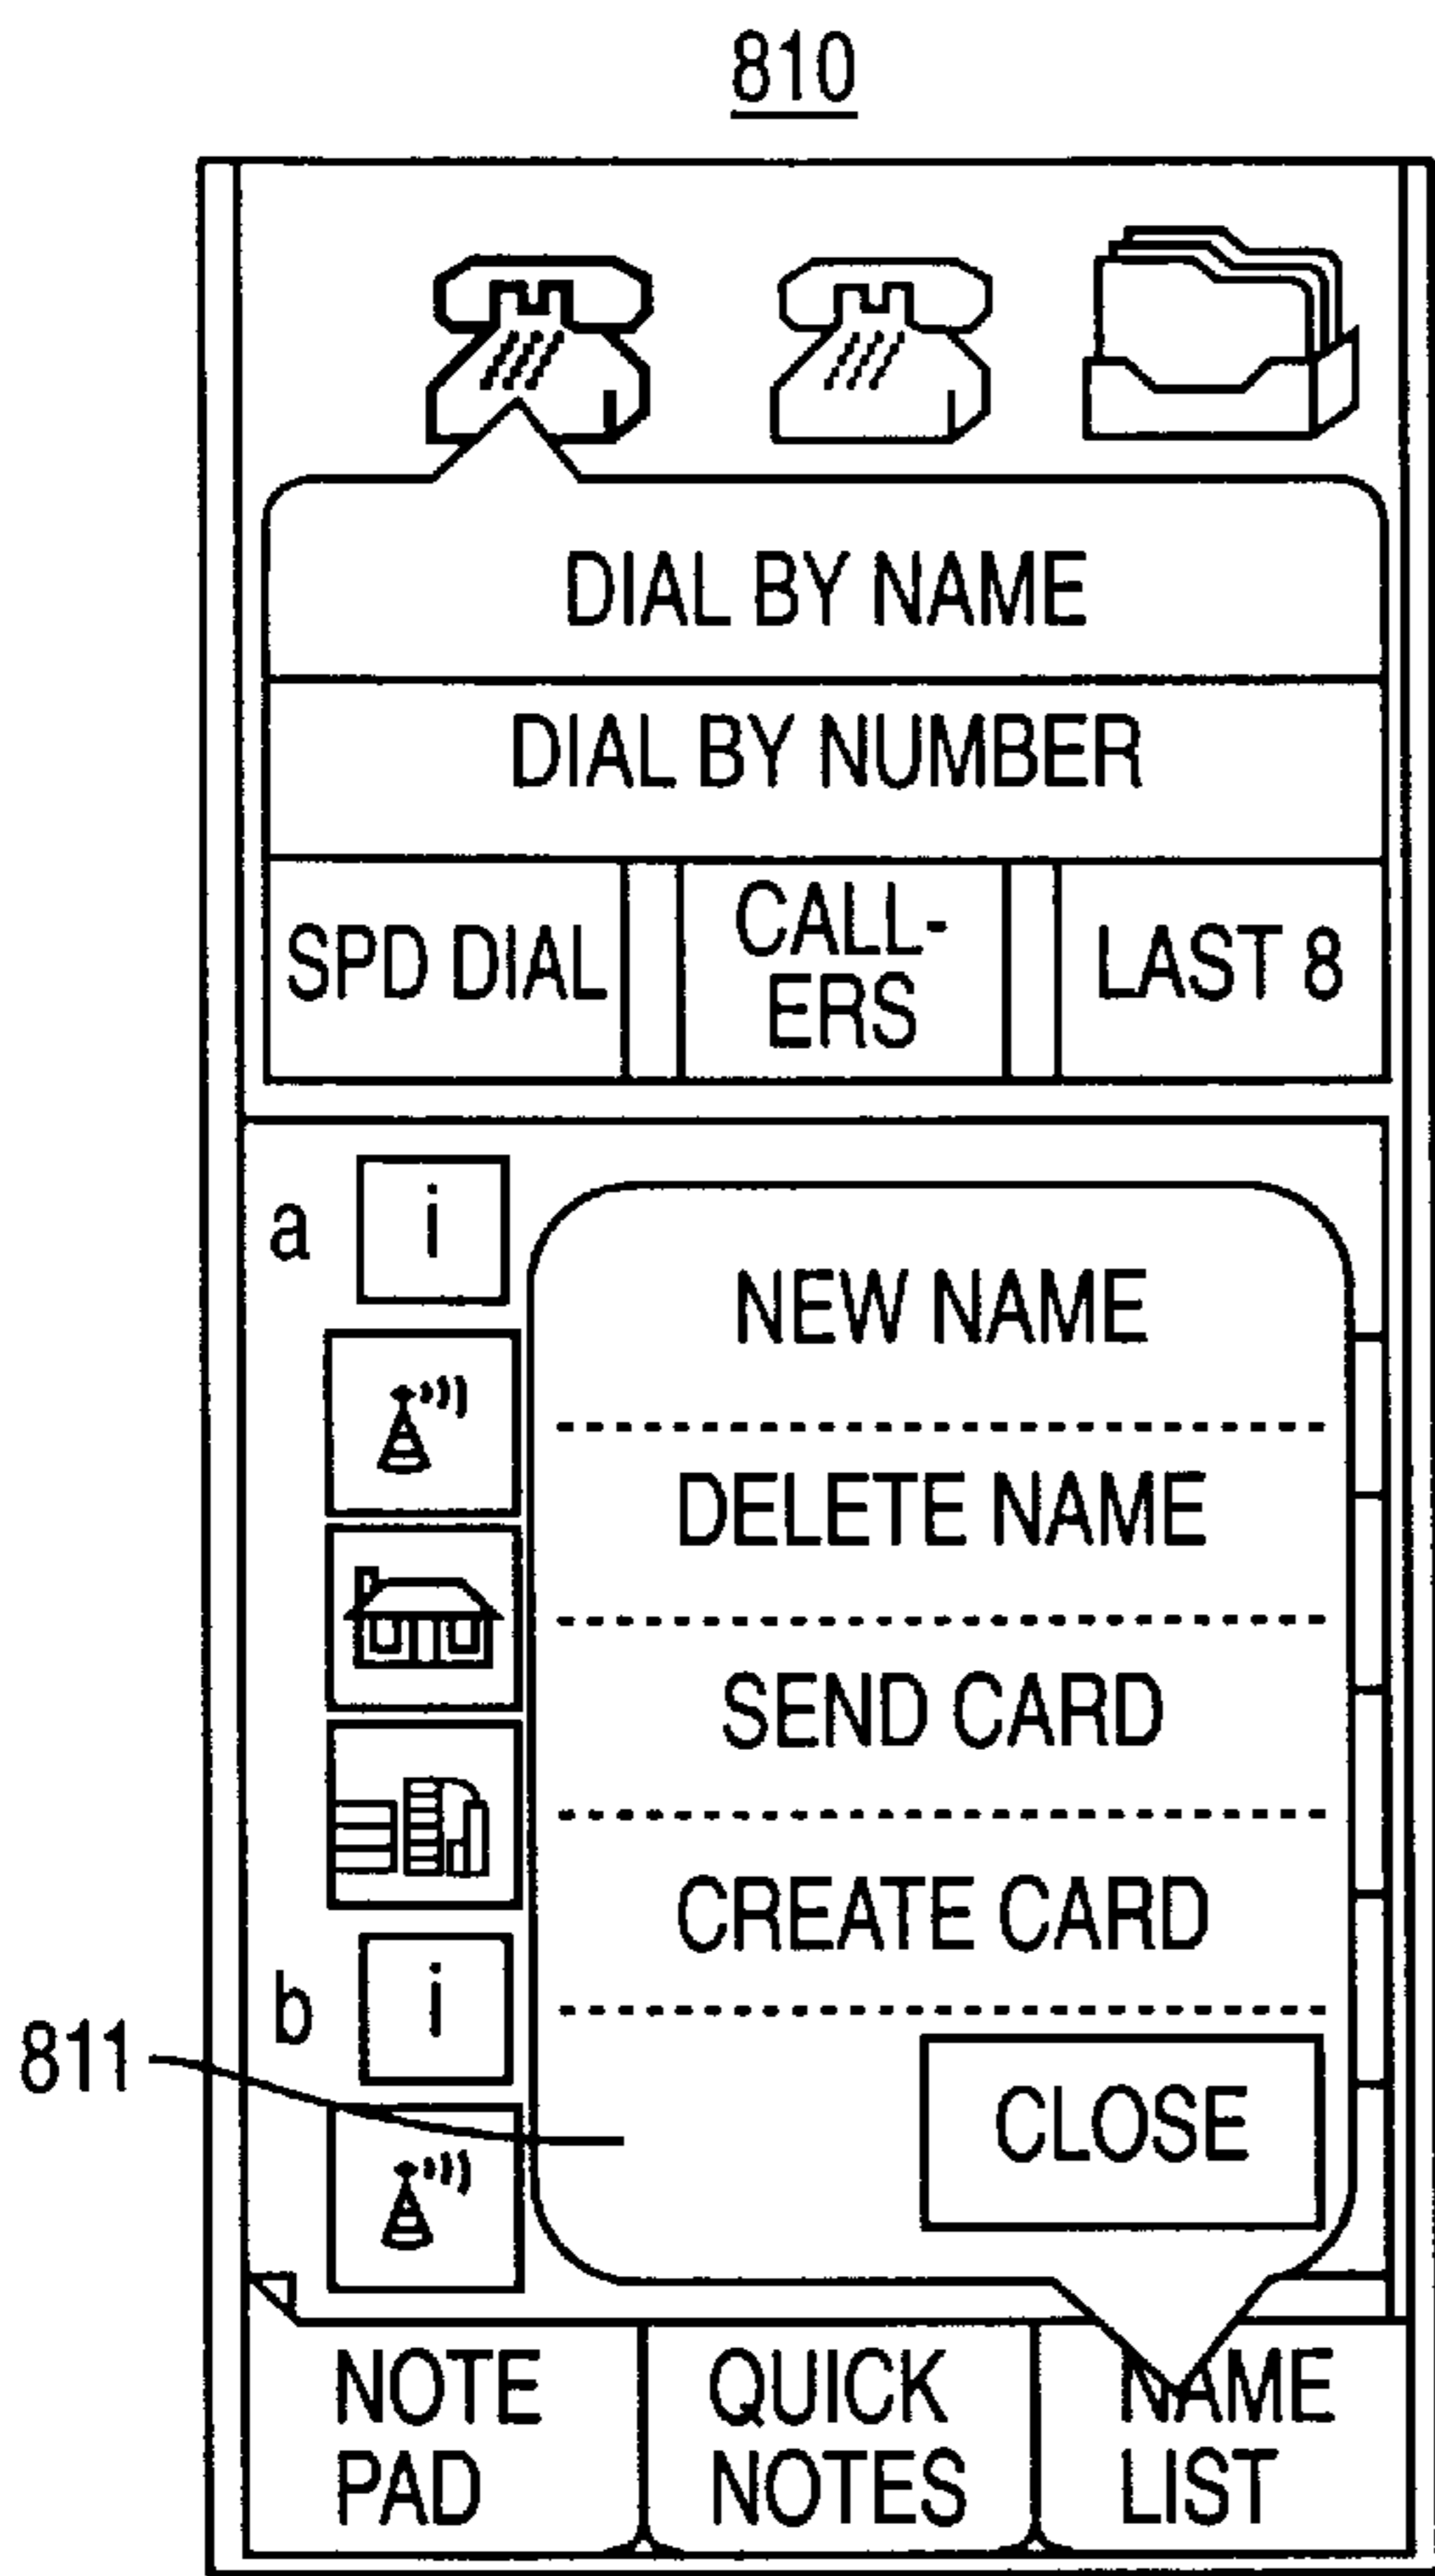 810
DIAL BY NAME
DIAL BY NUMBER
SPD DIAL
CALL-
ERS
LAST 8
a
i
NEW NAME
DELETE NAME
SEND CARD
CREATE CARD
b
i
811
CLOSE
NOTE
PAD
QUICK
NOTES
NAME
LIST